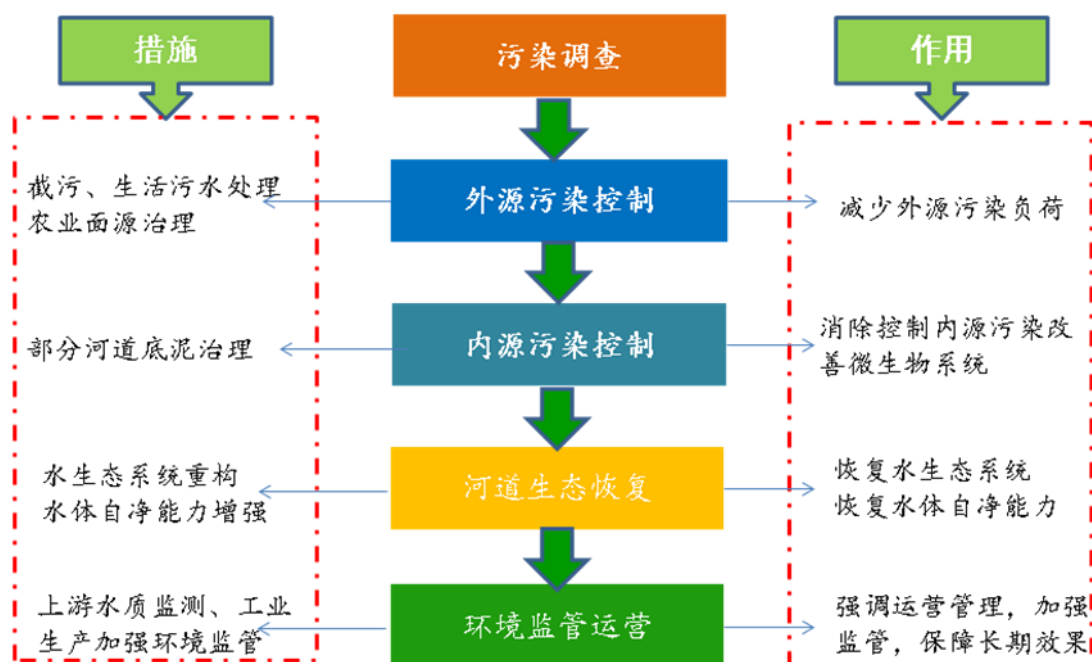 措施
污染调查
作用
截污、生活污水处理
农业面源治理
外源污染控制
减少外源污染负荷
部分河道底泥治理
内源污染控制
消除控制内源污染改
善微生物系统
水生态系统重构
水体自净能力增强
河道生态恢复
恢复水生态系统
恢复水体自净能力
上游水质监测、工业
生产加强环境监管
环境监管运营
强调运营管理，加强
监管，保障长期效果